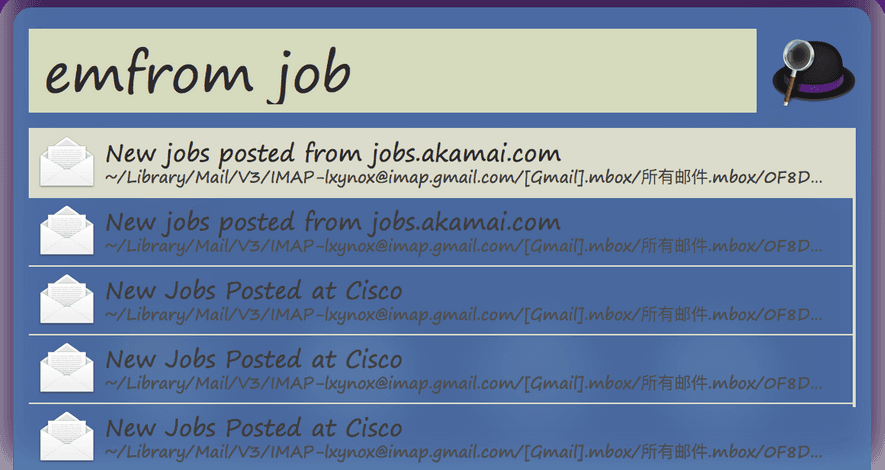 emfrom job
New jobs posted from jobs.akamai.com
~/Library/Mail/V3/IMAP-lxynox@imap.gmail.com/[Gmail].mbox/所有邮件.mbox/0F8D...
New jobs posted from jobs.akamai.com
~/Library/Mail/V3/IMAP-lxynox@imap.gmail.com/[Gmail].mbox/所有邮件.mbox/0F8D...
New Jobs Posted at Cisco
~/Library/Mail/V3/IMAP-lxynox@imap.gmail.com/[Gmail].mbox/所有邮件.mbox/0F8D...
New Jobs Posted at Cisco
~/Library/Mail/V3/IMAP-lxynox@imap.gmail.com/[Gmail].mbox/所有邮件.mbox/0F8D...
New Jobs Posted at Cisco
~/Library/Mail/V3/IMAP-lxynox@imap.gmail.com/[Gmail].mbox/所有邮件.mbox/0F8D...